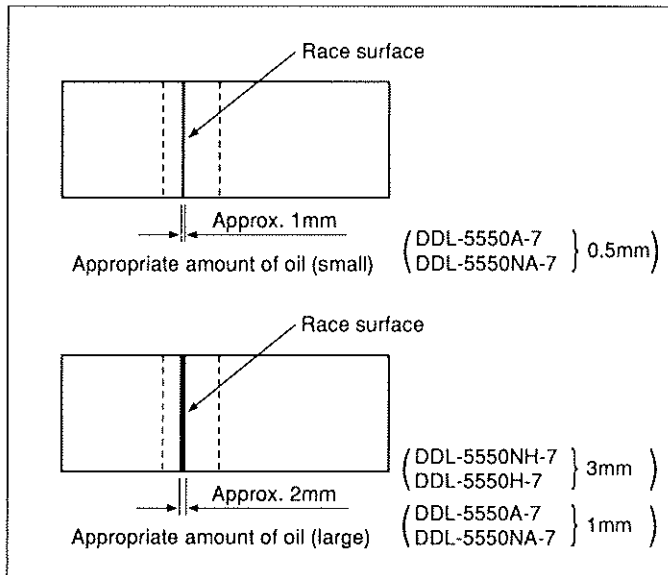 Race surface
Approx. 1mm
Appropriate amount of oil (small)
( DDL-5550A-7
DDL-5550NA-7 } 0.5mm )
Race surface
Approx. 2mm
Appropriate amount of oil (large)
( DDL-5550NH-7
DDL-5550H-7 } 3mm )
( DDL-5550A-7
DDL-5550NA-7 } 1mm )